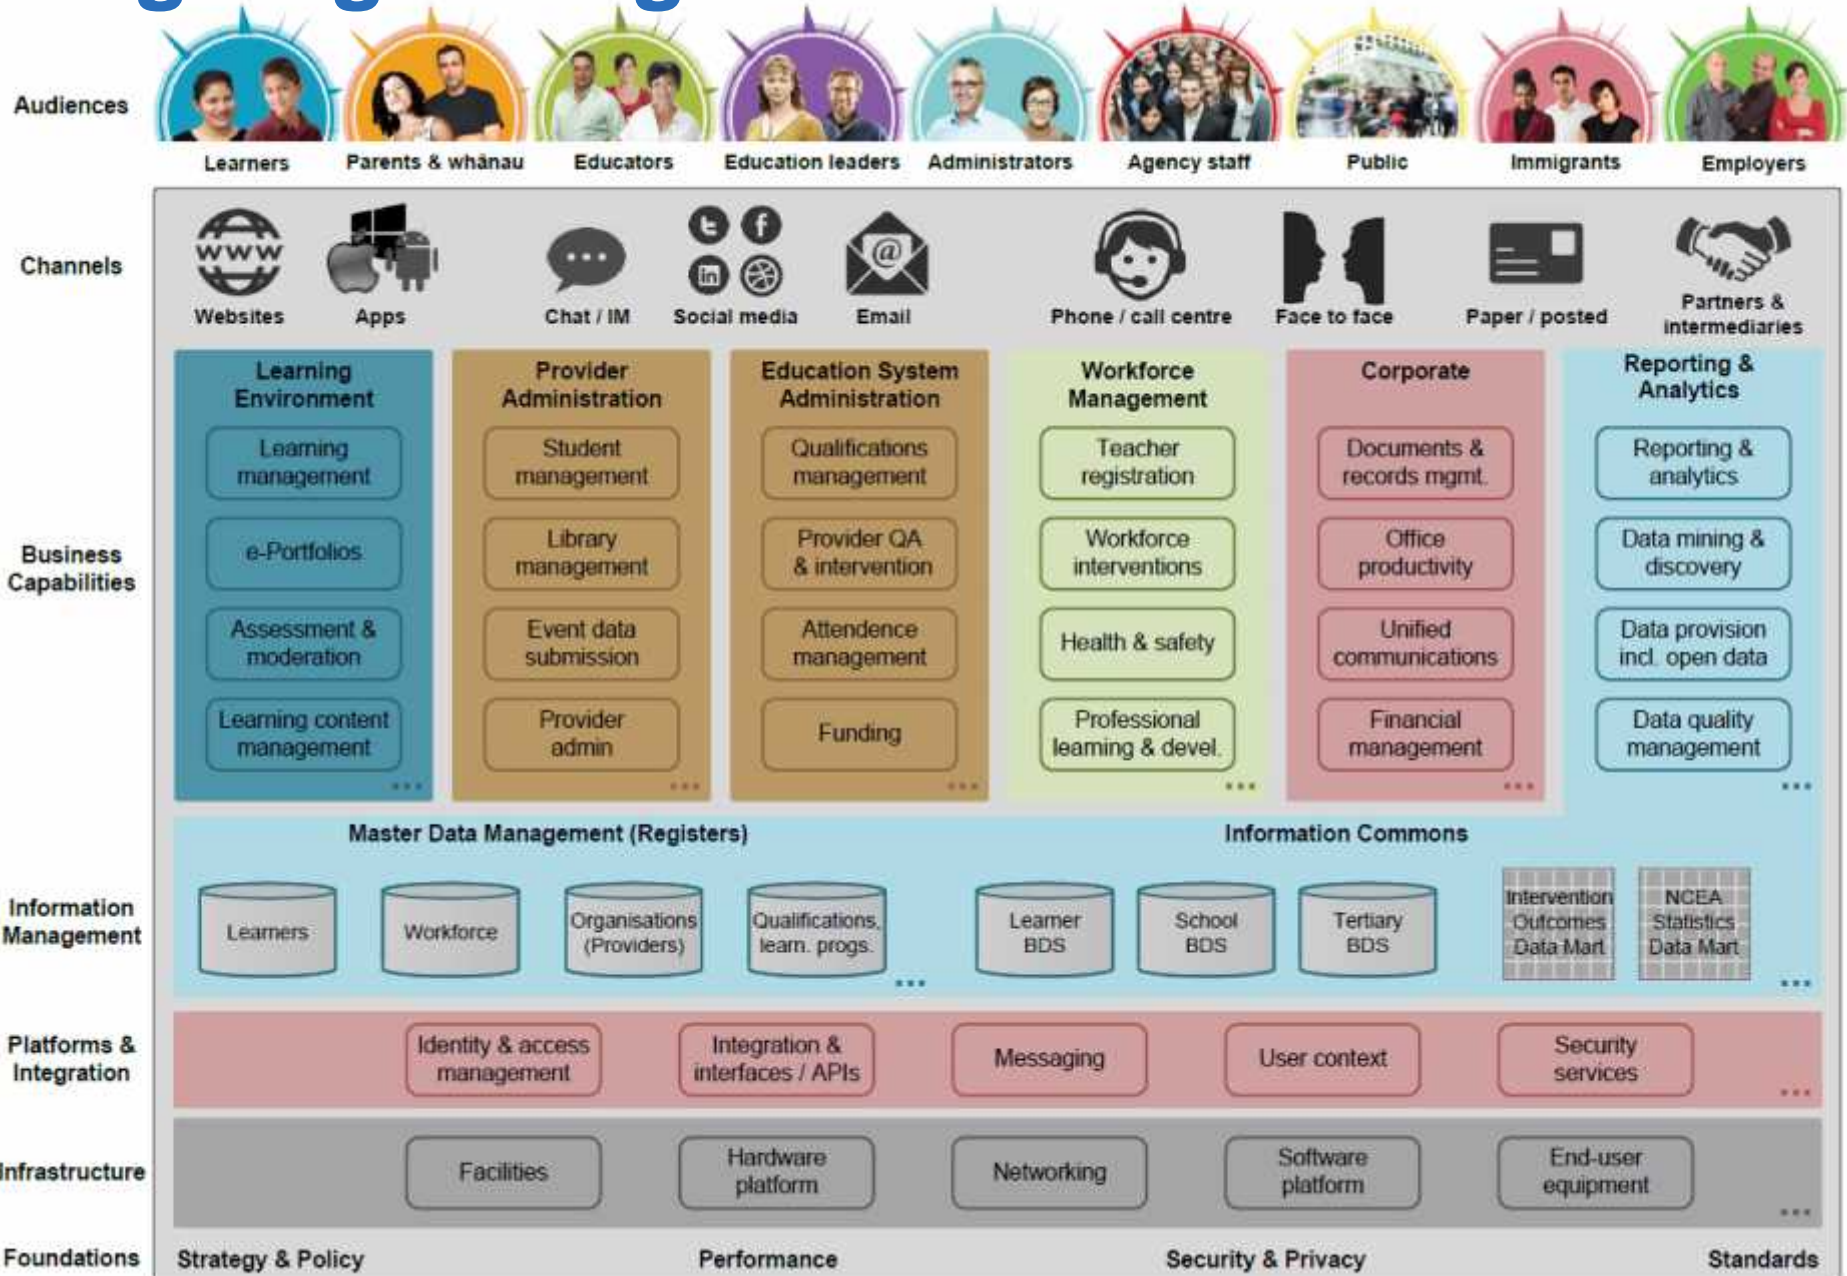 Audiences
Learners
Parents & whānau
Educators
Education leaders
Administrators
Agency staff
Public
Immigrants
Employers
Channels
www
@
Websites
Apps
Chat / IM
Social media
Email
Phone / call centre
Face to face
Paper / posted
Partners &
intermediaries
Business
Capabilities
Learning
Environment
Learning
management
e-Portfolios
Assessment &
moderation
Learning content
management
...
Provider
Administration
Student
management
Library
management
Event data
submission
Provider
admin
...
Education System
Administration
Qualifications
management
Provider QA
& intervention
Attendence
management
Funding
...
Workforce
Management
Teacher
registration
Workforce
interventions
Health & safety
Professional
learning & devel.
...
Corporate
Documents &
records mgmt.
Office
productivity
Unified
communications
Financial
management
...
Reporting &
Analytics
Reporting &
analytics
Data mining &
discovery
Data provision
incl. open data
Data quality
management
...
Information
Management
Master Data Management (Registers)
Learners
Workforce
Organisations
(Providers)
Qualifications,
learn. progs.
...
Information Commons
Learner
BDS
School
BDS
Tertiary
BDS
Intervention
Outcomes
Data Mart
NCEA
Statistics
Data Mart
...
Platforms &
Integration
Identity & access
management
Integration &
interfaces / APIs
Messaging
User context
Security
services
...
Infrastructure
Facilities
Hardware
platform
Networking
Software
platform
End-user
equipment
...
Foundations
Strategy & Policy
Performance
Security & Privacy
Standards